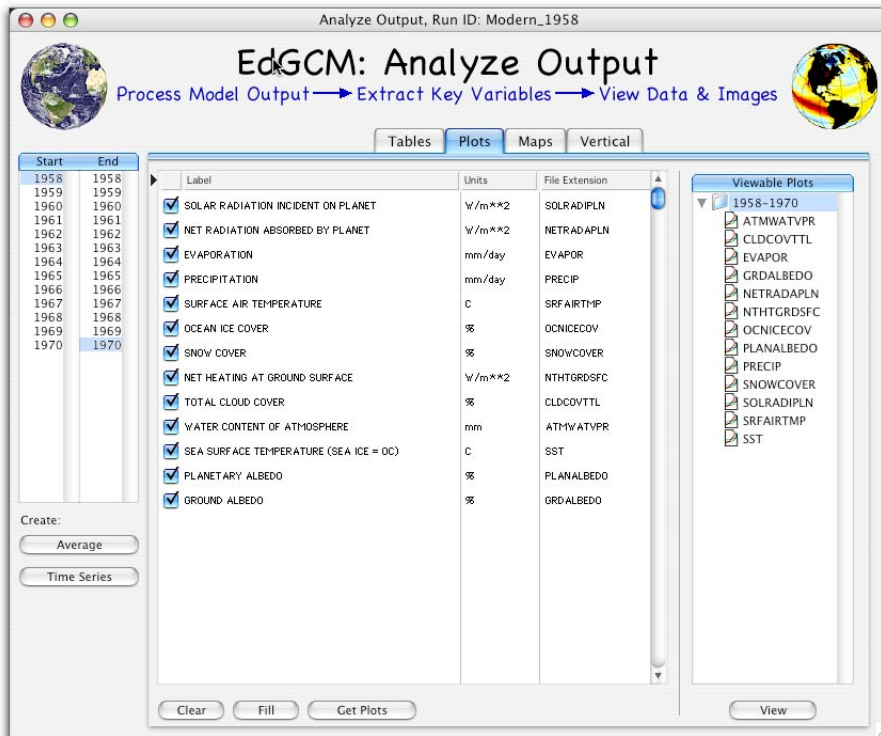 Analyze Output, Run ID: Modern_1958
EdGCM: Analyze Output
Process Model Output → Extract Key Variables → View Data & Images
Tables Plots Maps Vertical
Start End
1958 1958
1959 1959
1960 1960
1961 1961
1962 1962
1963 1963
1964 1964
1965 1965
1966 1966
1967 1967
1968 1968
1969 1969
1970 1970
Create:
Average
Time Series
Label Units File Extension
SOLAR RADIATION INCIDENT ON PLANET W/m**2 SOLRADIPLN
NET RADIATION ABSORBED BY PLANET W/m**2 NETRADAPLN
EVAPORATION mm/day EVAPOR
PRECIPITATION mm/day PRECIP
SURFACE AIR TEMPERATURE C SRFAIRTMP
OCEAN ICE COVER % OCNICECOV
SNOW COVER % SNOWCOVER
NET HEATING AT GROUND SURFACE W/m**2 NTHTGRDSFC
TOTAL CLOUD COVER % CLDCOVTTL
WATER CONTENT OF ATMOSPHERE mm ATMWATVPR
SEA SURFACE TEMPERATURE (SEA ICE = 0C) C SST
PLANETARY ALBEDO % PLANALBEDO
GROUND ALBEDO % GRDALBEDO
Clear Fill Get Plots
Viewable Plots
1958-1970
ATMWATVPR
CLDCOVTTL
EVAPOR
GRDALBEDO
NETRADAPLN
NTHTGRDSFC
OCNICECOV
PLANALBEDO
PRECIP
SNOWCOVER
SOLRADIPLN
SRFAIRTMP
SST
View